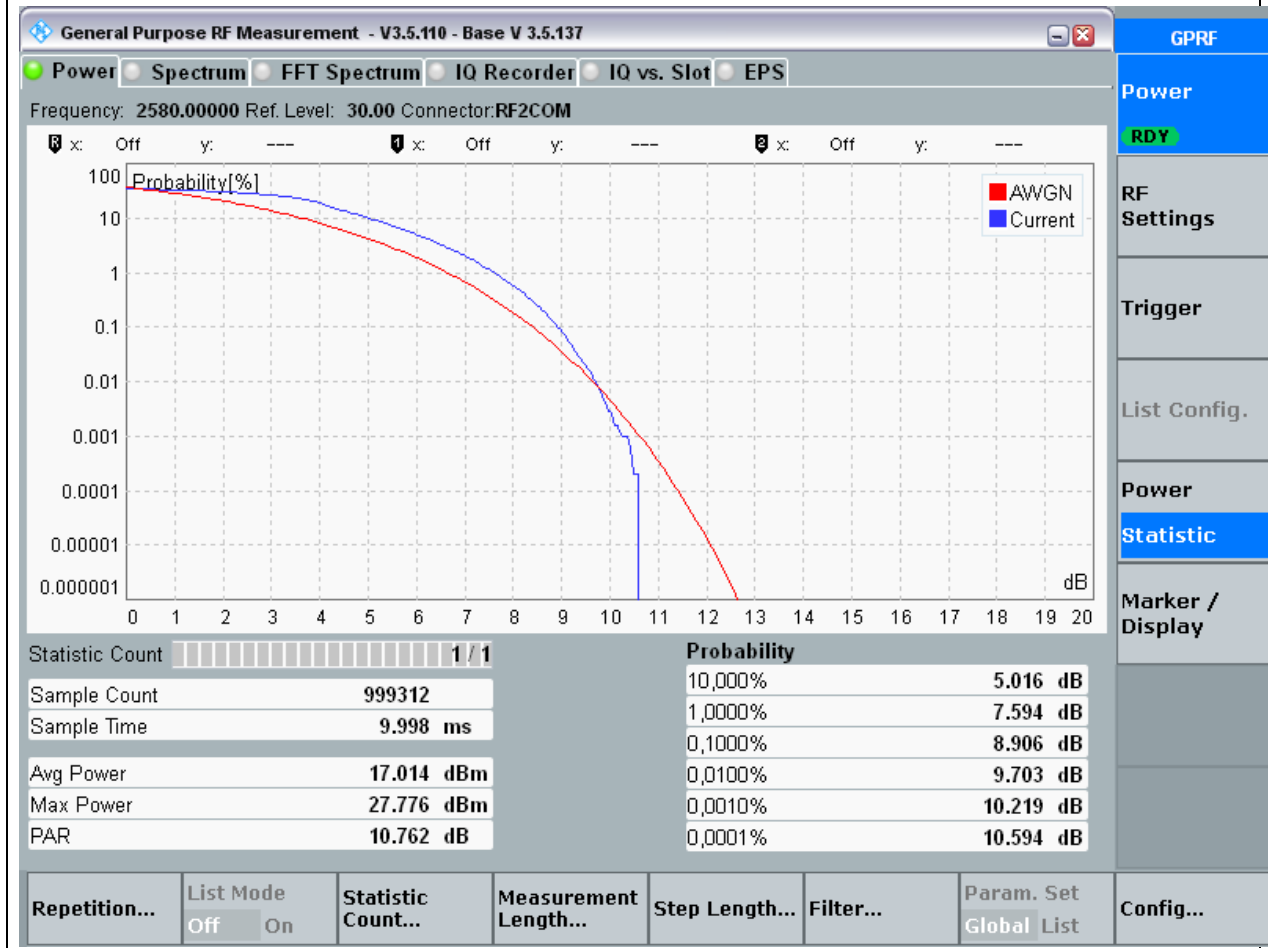 General Purpose RF Measurement - V3.5.110 - Base V 3.5.137
GPRF
Power Spectrum FFT Spectrum IQ Recorder IQ vs. Slot EPS
Frequency: 2580.00000 Ref. Level: 30.00 Connector:RF2COM
R x: Off y: --- 1 x: Off y: --- 2 x: Off y: ---
Probability[%]
AWGN
Current
100
10
1
0.1
0.01
0.001
0.0001
0.00001
0.000001
dB
0 1 2 3 4 5 6 7 8 9 10 11 12 13 14 15 16 17 18 19 20
Statistic Count 1 / 1
Sample Count 999312
Sample Time 9.998 ms
Avg Power 17.014 dBm
Max Power 27.776 dBm
PAR 10.762 dB
Probability
10,000% 5.016 dB
1,0000% 7.594 dB
0,1000% 8.906 dB
0,0100% 9.703 dB
0,0010% 10.219 dB
0,0001% 10.594 dB
Power
RDY
RF
Settings
Trigger
List Config.
Power
Statistic
Marker /
Display
Repetition...
List Mode
Off On
Statistic
Count...
Measurement
Length...
Step Length...
Filter...
Param. Set
Global List
Config...